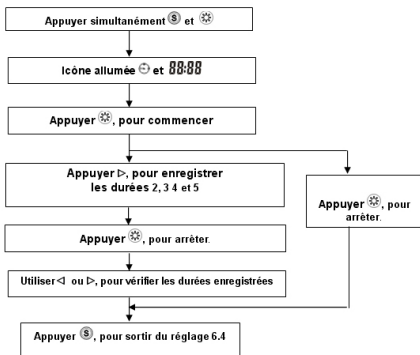 Appuyer simultanément Ⓢ et
Icône allumée et 88:88
Appuyer , pour commencer
Appuyer ▷, pour enregistrer
les durées 2, 3 4 et 5
Appuyer , pour
arrêter.
Appuyer , pour arrêter.
Utiliser ◁ ou ▷, pour vérifier les durées enregistrées
Appuyer Ⓢ, pour sortir du réglage 6.4